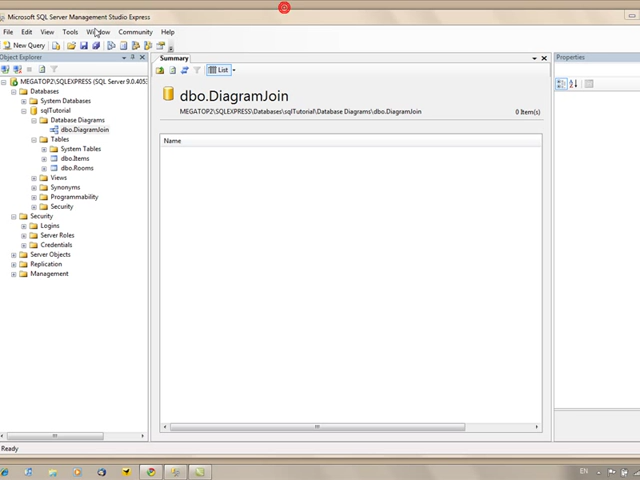 Microsoft SQL Server Management Studio Express
File Edit View Tools Window Community Help
New Query
Object Explorer
Summary
Properties
List
MEGATOP2\SQLEXPRESS (SQL Server 9.0.405
Databases
System Databases
sqlTutorial
Database Diagrams
dbo.DiagramJoin
Tables
System Tables
dbo.Items
dbo.Rooms
Views
Synonyms
Programmability
Security
Security
Logins
Server Roles
Credentials
Server Objects
Replication
Management
dbo.DiagramJoin
MEGATOP2\SQLEXPRESS\Databases\sqlTutorial\Database Diagrams\dbo.DiagramJoin
0 Item(s)
Name
Ready
EN